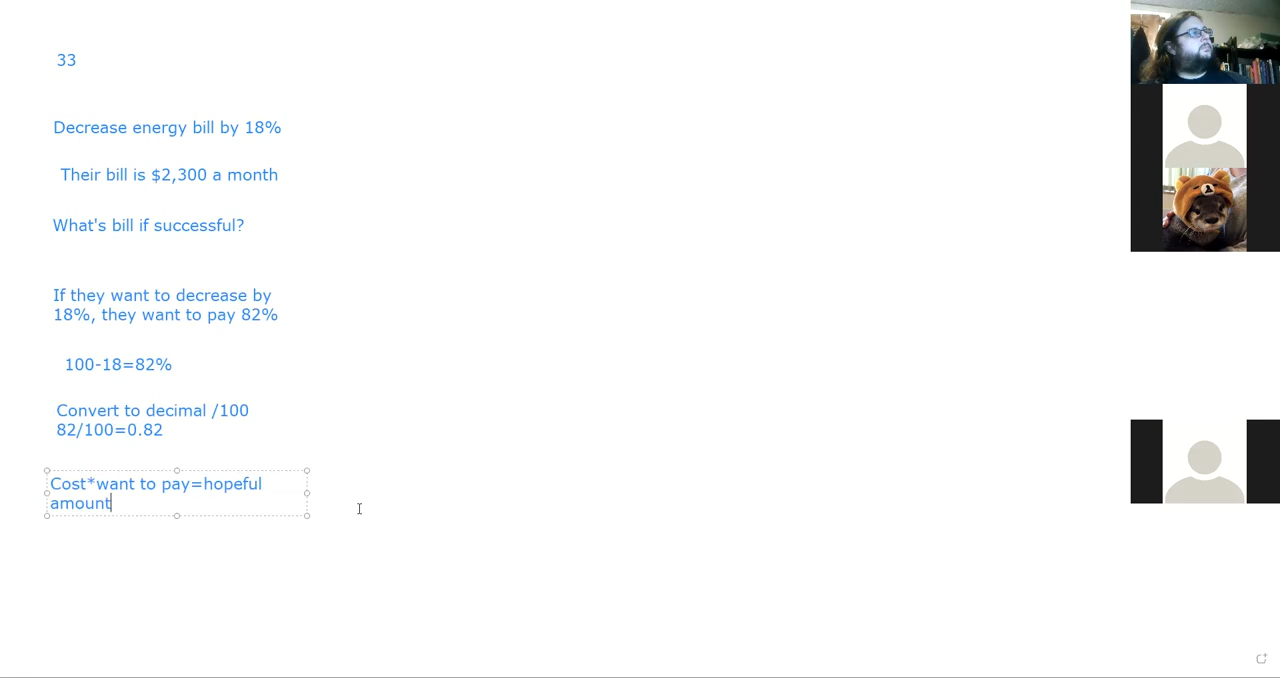 33
Decrease energy bill by 18%
Their bill is $2,300 a month
What's bill if successful?
If they want to decrease by
18%, they want to pay 82%
100-18=82%
Convert to decimal /100
82/100=0.82
Cost*want to pay=hopeful
amount